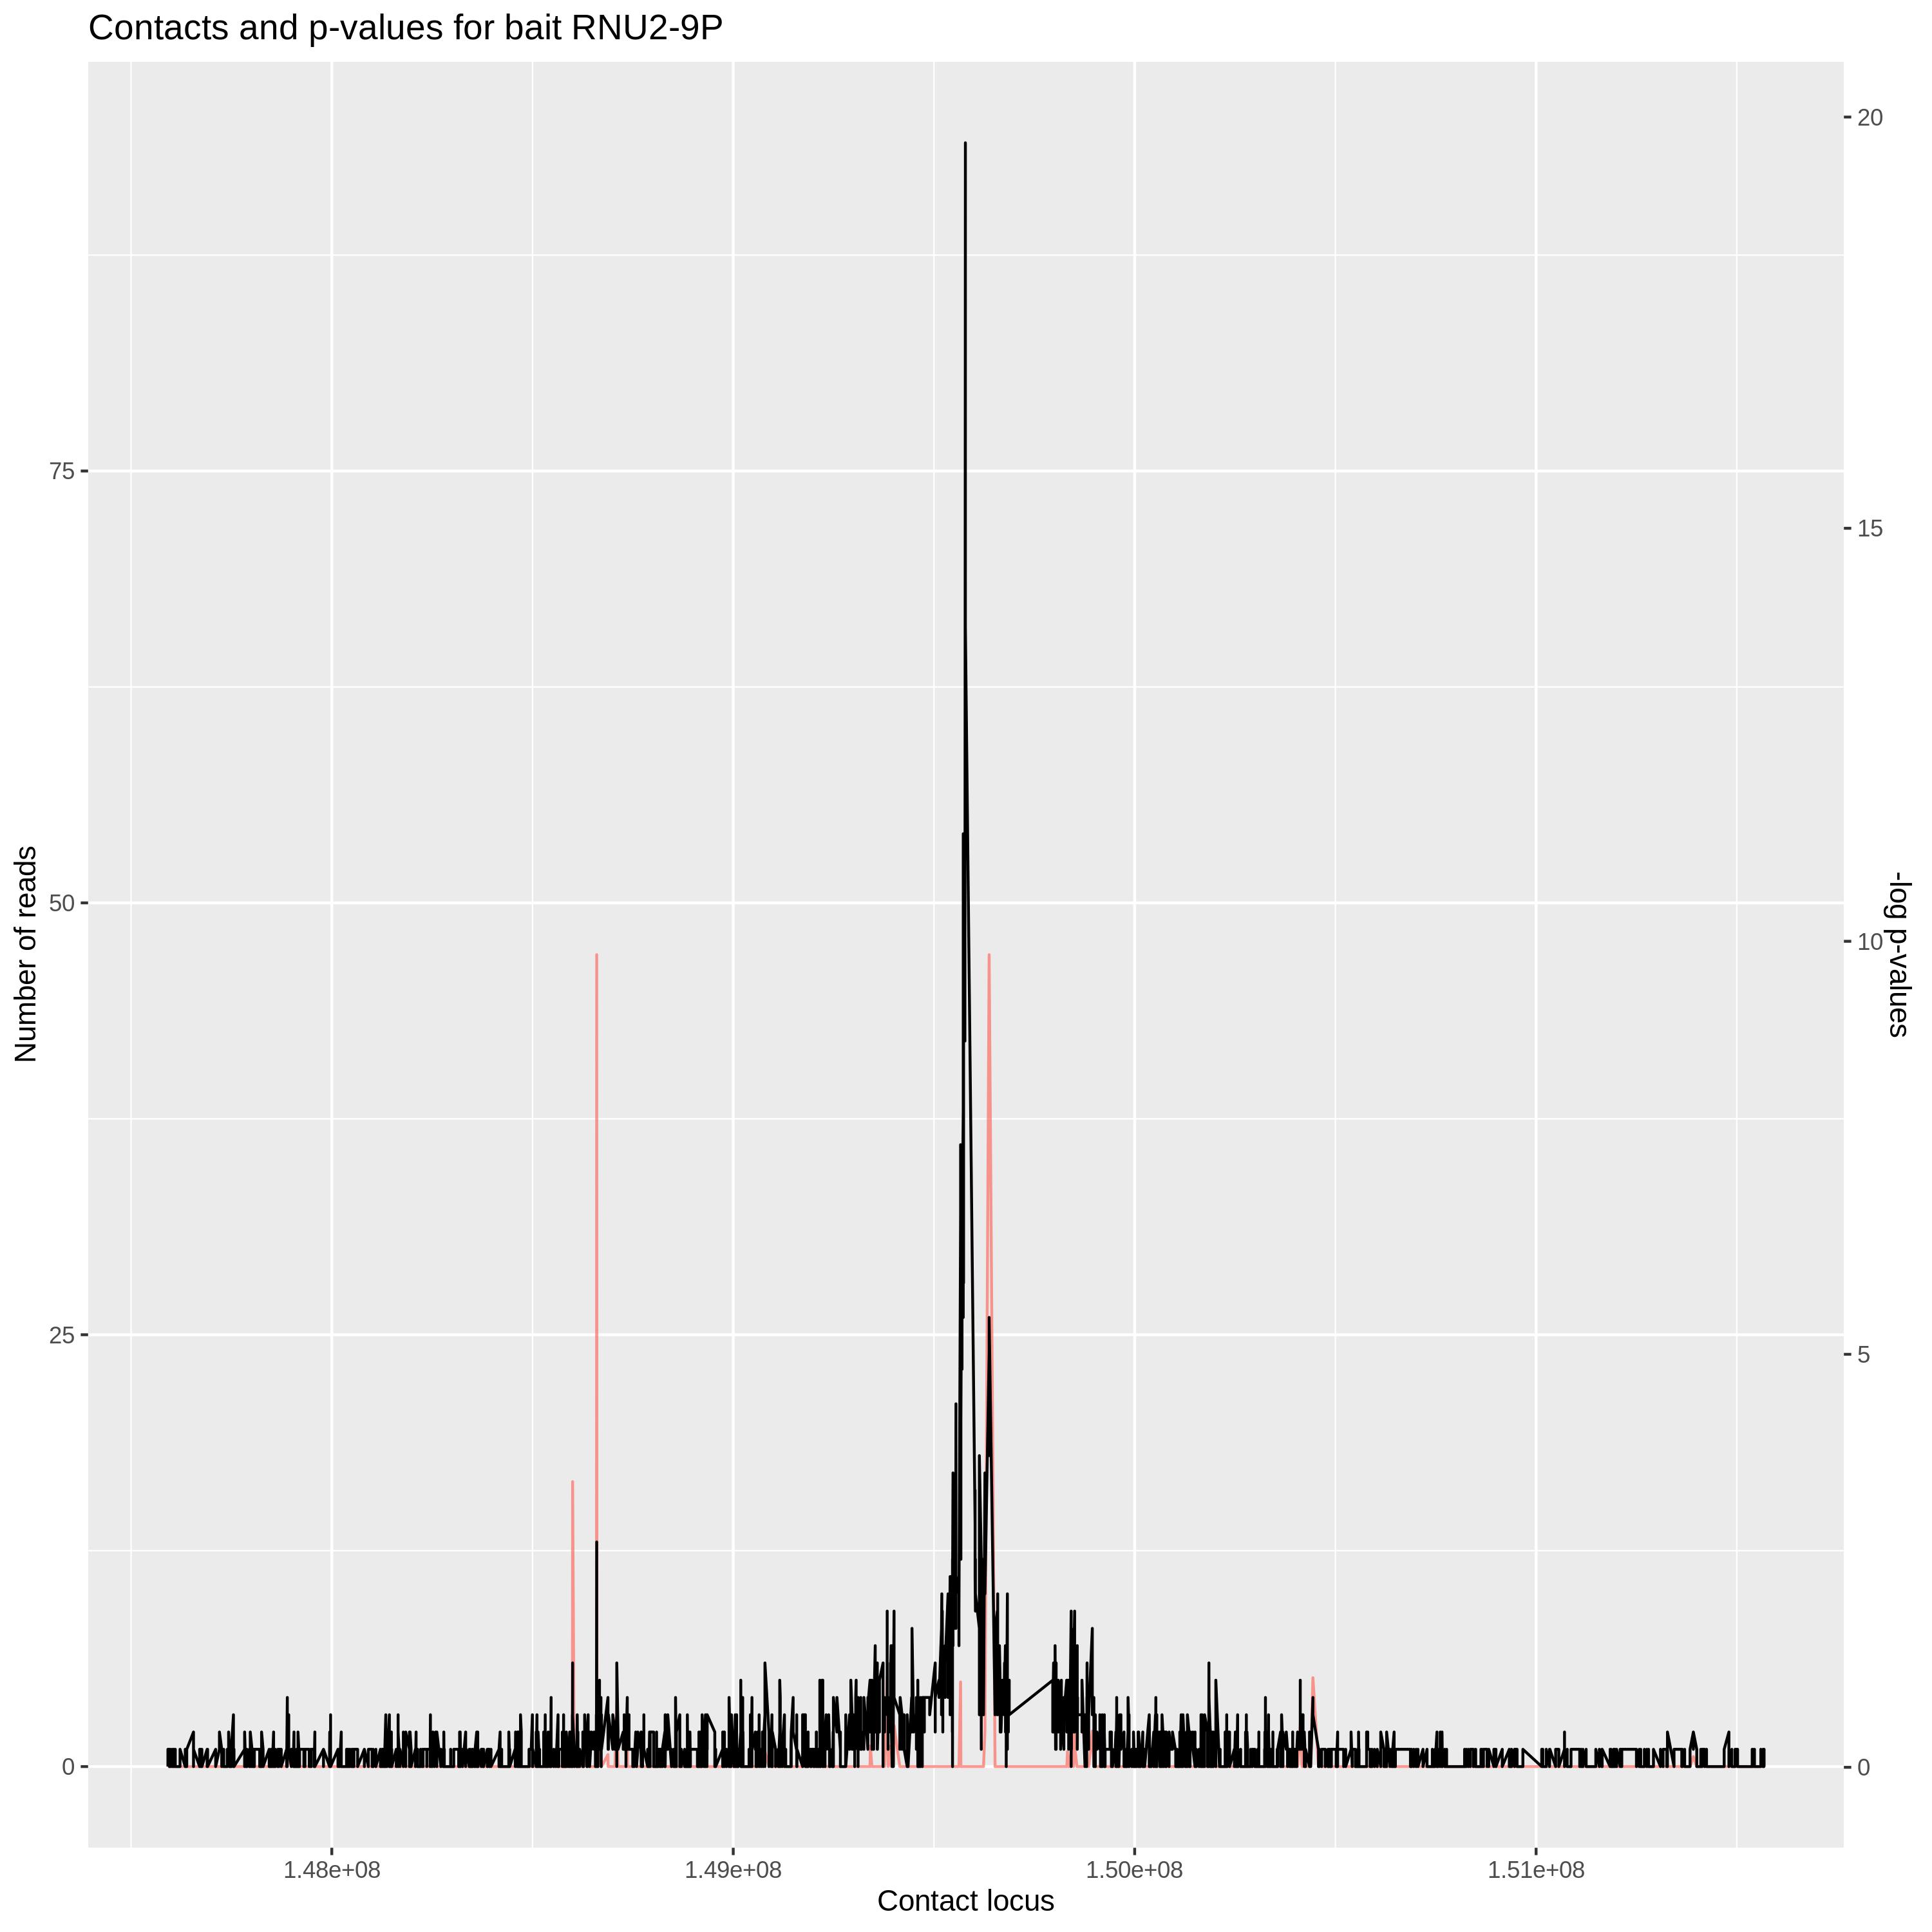 Contacts and p-values for bait RNU2-9P
20
75
15
Number of reads
50
10
-log p-values
25
5
0
0
1.48e+08
1.49e+08
1.50e+08
1.51e+08
Contact locus